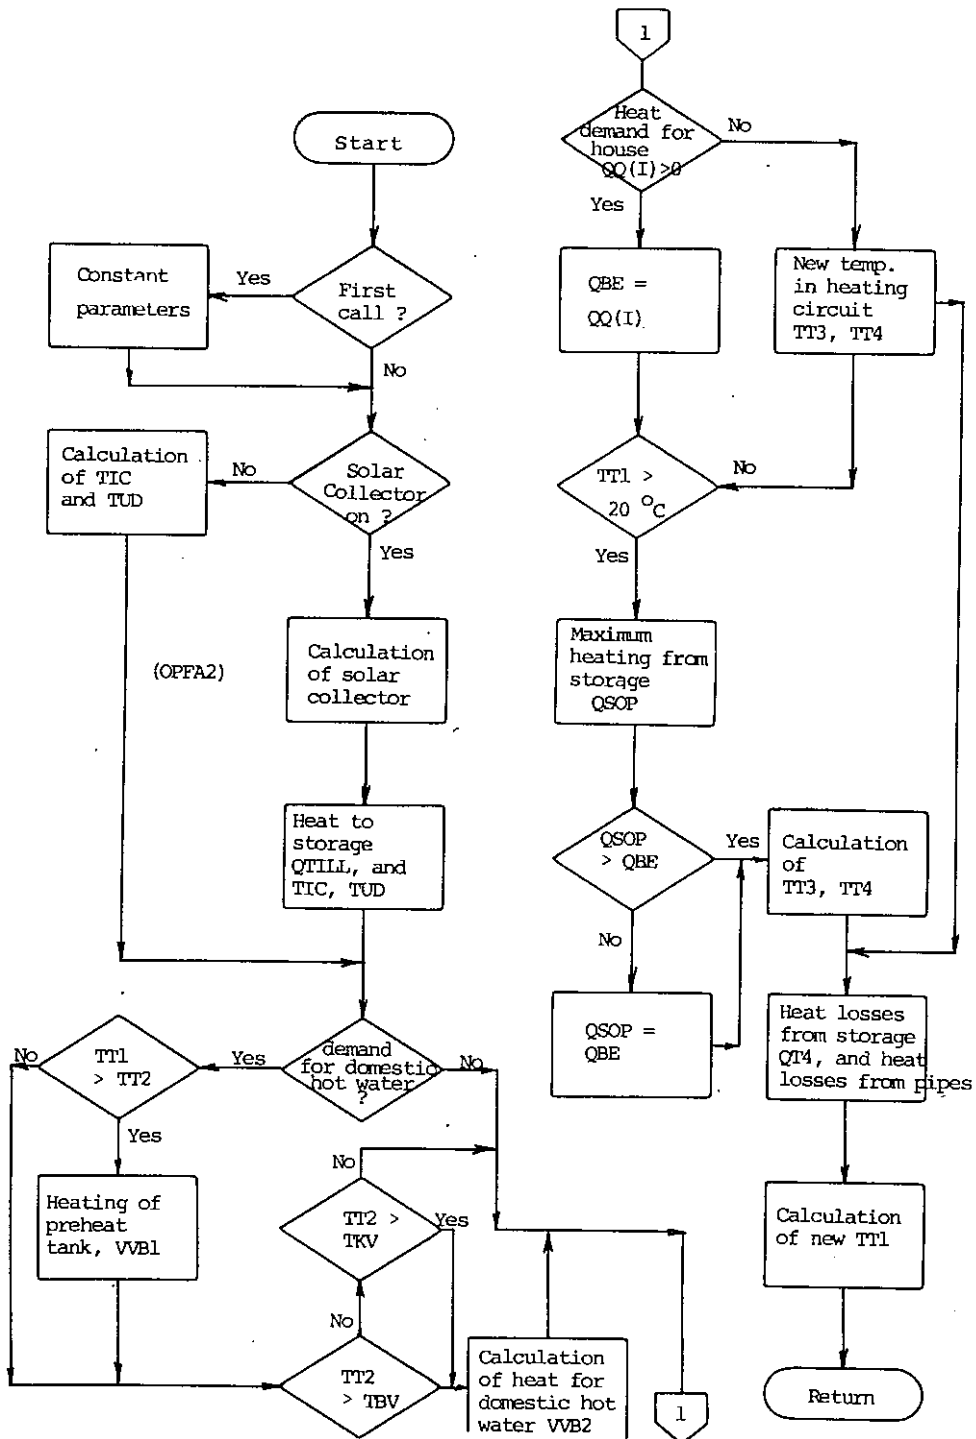 Start
First
call ?
Yes
Constant
parameters
No
Solar
Collector
on ?
No
Calculation
of TIC
and TUD
Yes
(OPFA2)
Calculation
of solar
collector
Heat to
storage
QTILL, and
TIC, TUD
demand
for domestic
hot water
?
Yes
No
TT1
> TT2
No
Yes
Heating of
preheat
tank, VVB1
TT2
> TBV
No
TT2 >
TKV
No
Yes
Calculation
of heat for
domestic hot
water VVB2
1
1
Heat
demand for
house
QQ(I)>0
No
Yes
QBE =
QQ(I)
New temp.
in heating
circuit
TT3, TT4
TT1 >
20 °C
No
Yes
Maximum
heating from
storage
QSOP
QSOP
> QBE
Yes
No
QSOP =
QBE
Calculation
of
TT3, TT4
Heat losses
from storage
QT4, and heat
losses from pipes
Calculation
of new TT1
Return